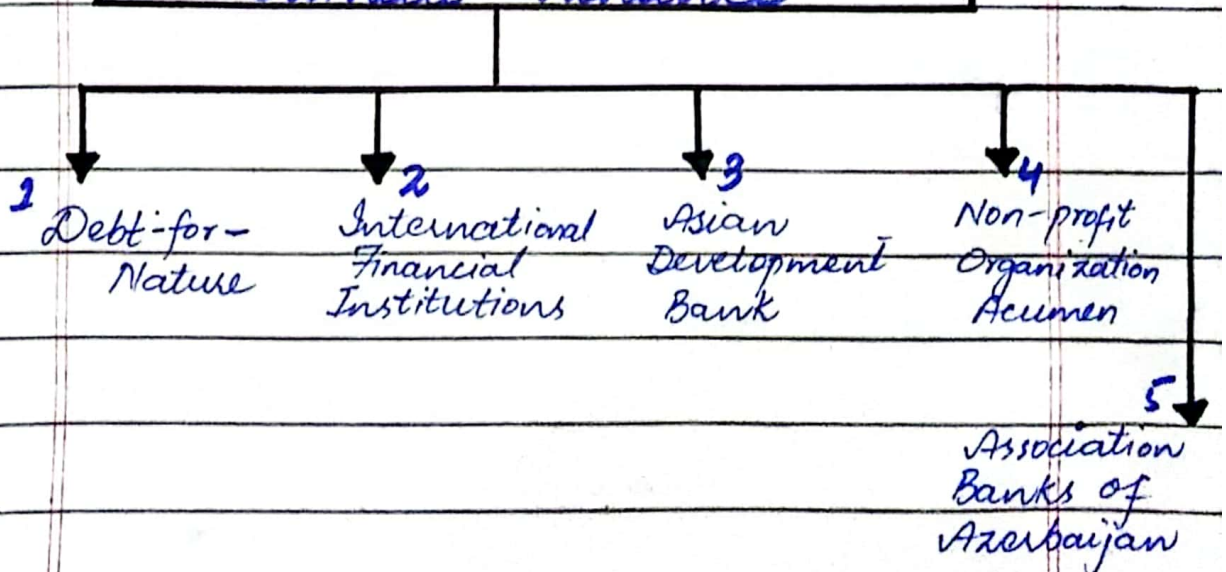 1
Debt-for-
Nature
2
International
Financial
Institutions
3
Asian
Development
Bank
4
Non-profit
Organization
Acumen
5
Association
Banks of
Azerbaijan